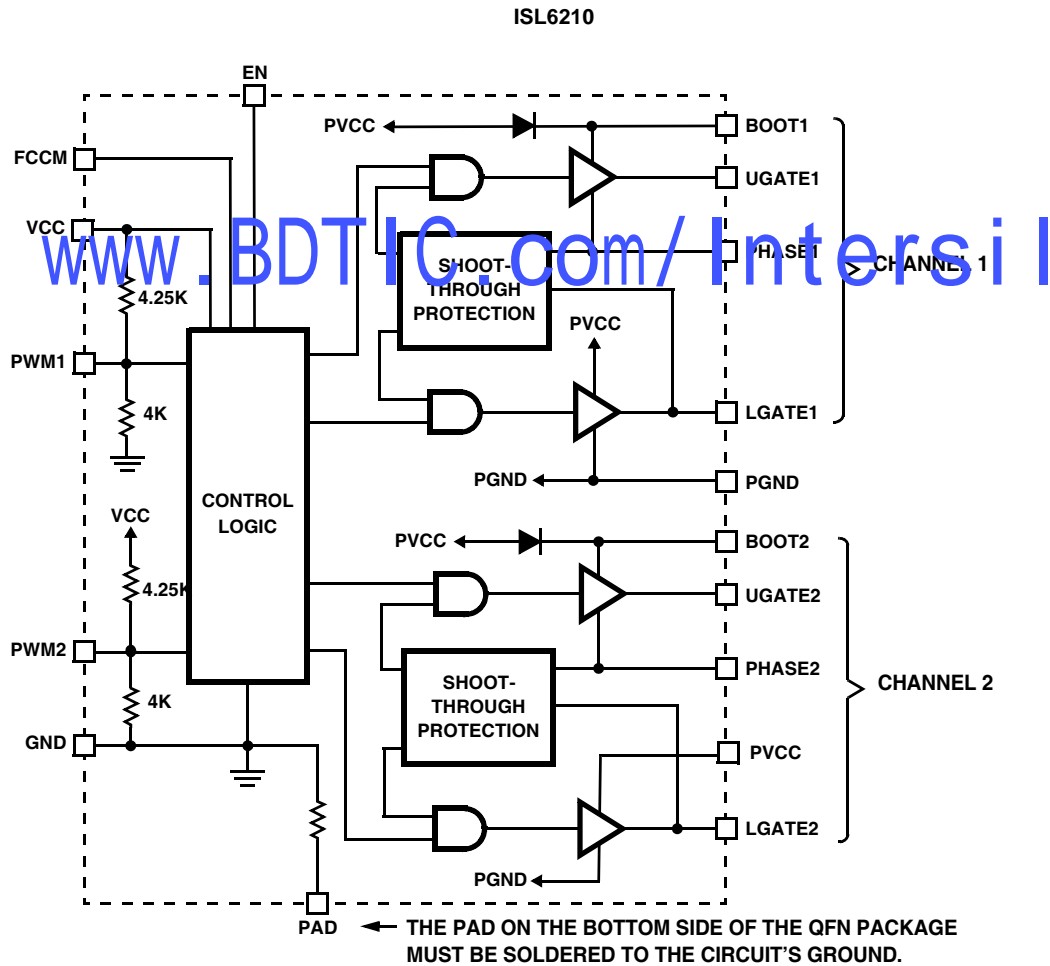 ISL6210
EN
PVCC
BOOT1
FCCM
UGATE1
VCC
www.BDTIC.com/Intersil
PHASE1
CHANNEL 1
SHOOT-
THROUGH
PROTECTION
4.25K
PVCC
PWM1
4K
LGATE1
PGND
PGND
CONTROL
LOGIC
VCC
PVCC
BOOT2
4.25K
UGATE2
PWM2
PHASE2
SHOOT-
THROUGH
PROTECTION
CHANNEL 2
4K
GND
PVCC
LGATE2
PGND
PAD
THE PAD ON THE BOTTOM SIDE OF THE QFN PACKAGE
MUST BE SOLDERED TO THE CIRCUIT'S GROUND.